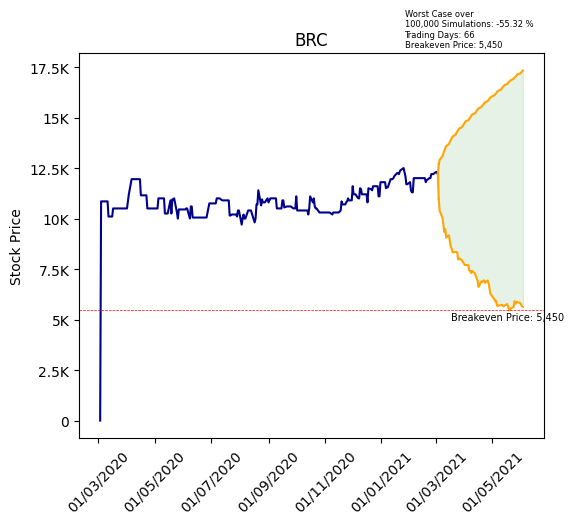 Worst Case over
100,000 Simulations: -55.32 %
Trading Days: 66
Breakeven Price: 5,450
BRC
Stock Price
17.5K
15K
12.5K
10K
7.5K
5K
2.5K
0
Breakeven Price: 5,450
01/03/2020
01/05/2020
01/07/2020
01/09/2020
01/11/2020
01/01/2021
01/03/2021
01/05/2021